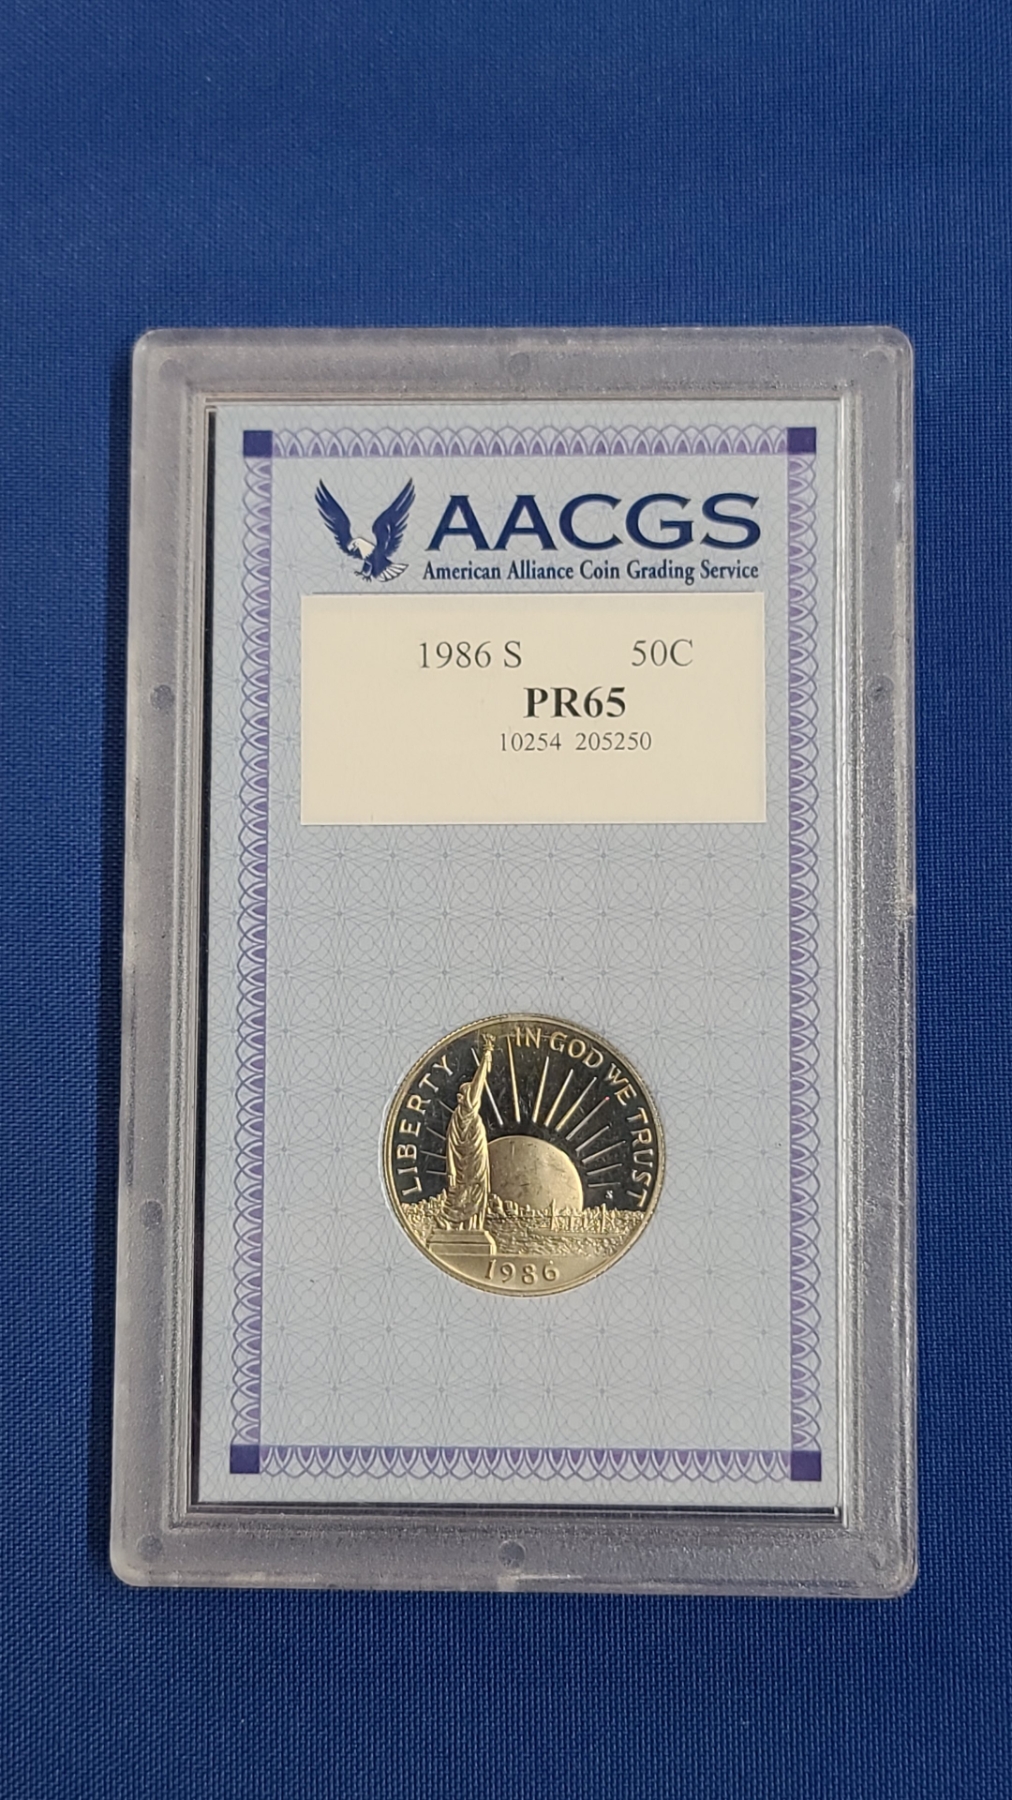 AACGS
American Alliance Coin Grading Service
1986 S 50C
PR65
10254 205250
LIBERTY
IN GOD WE TRUST
S
1986